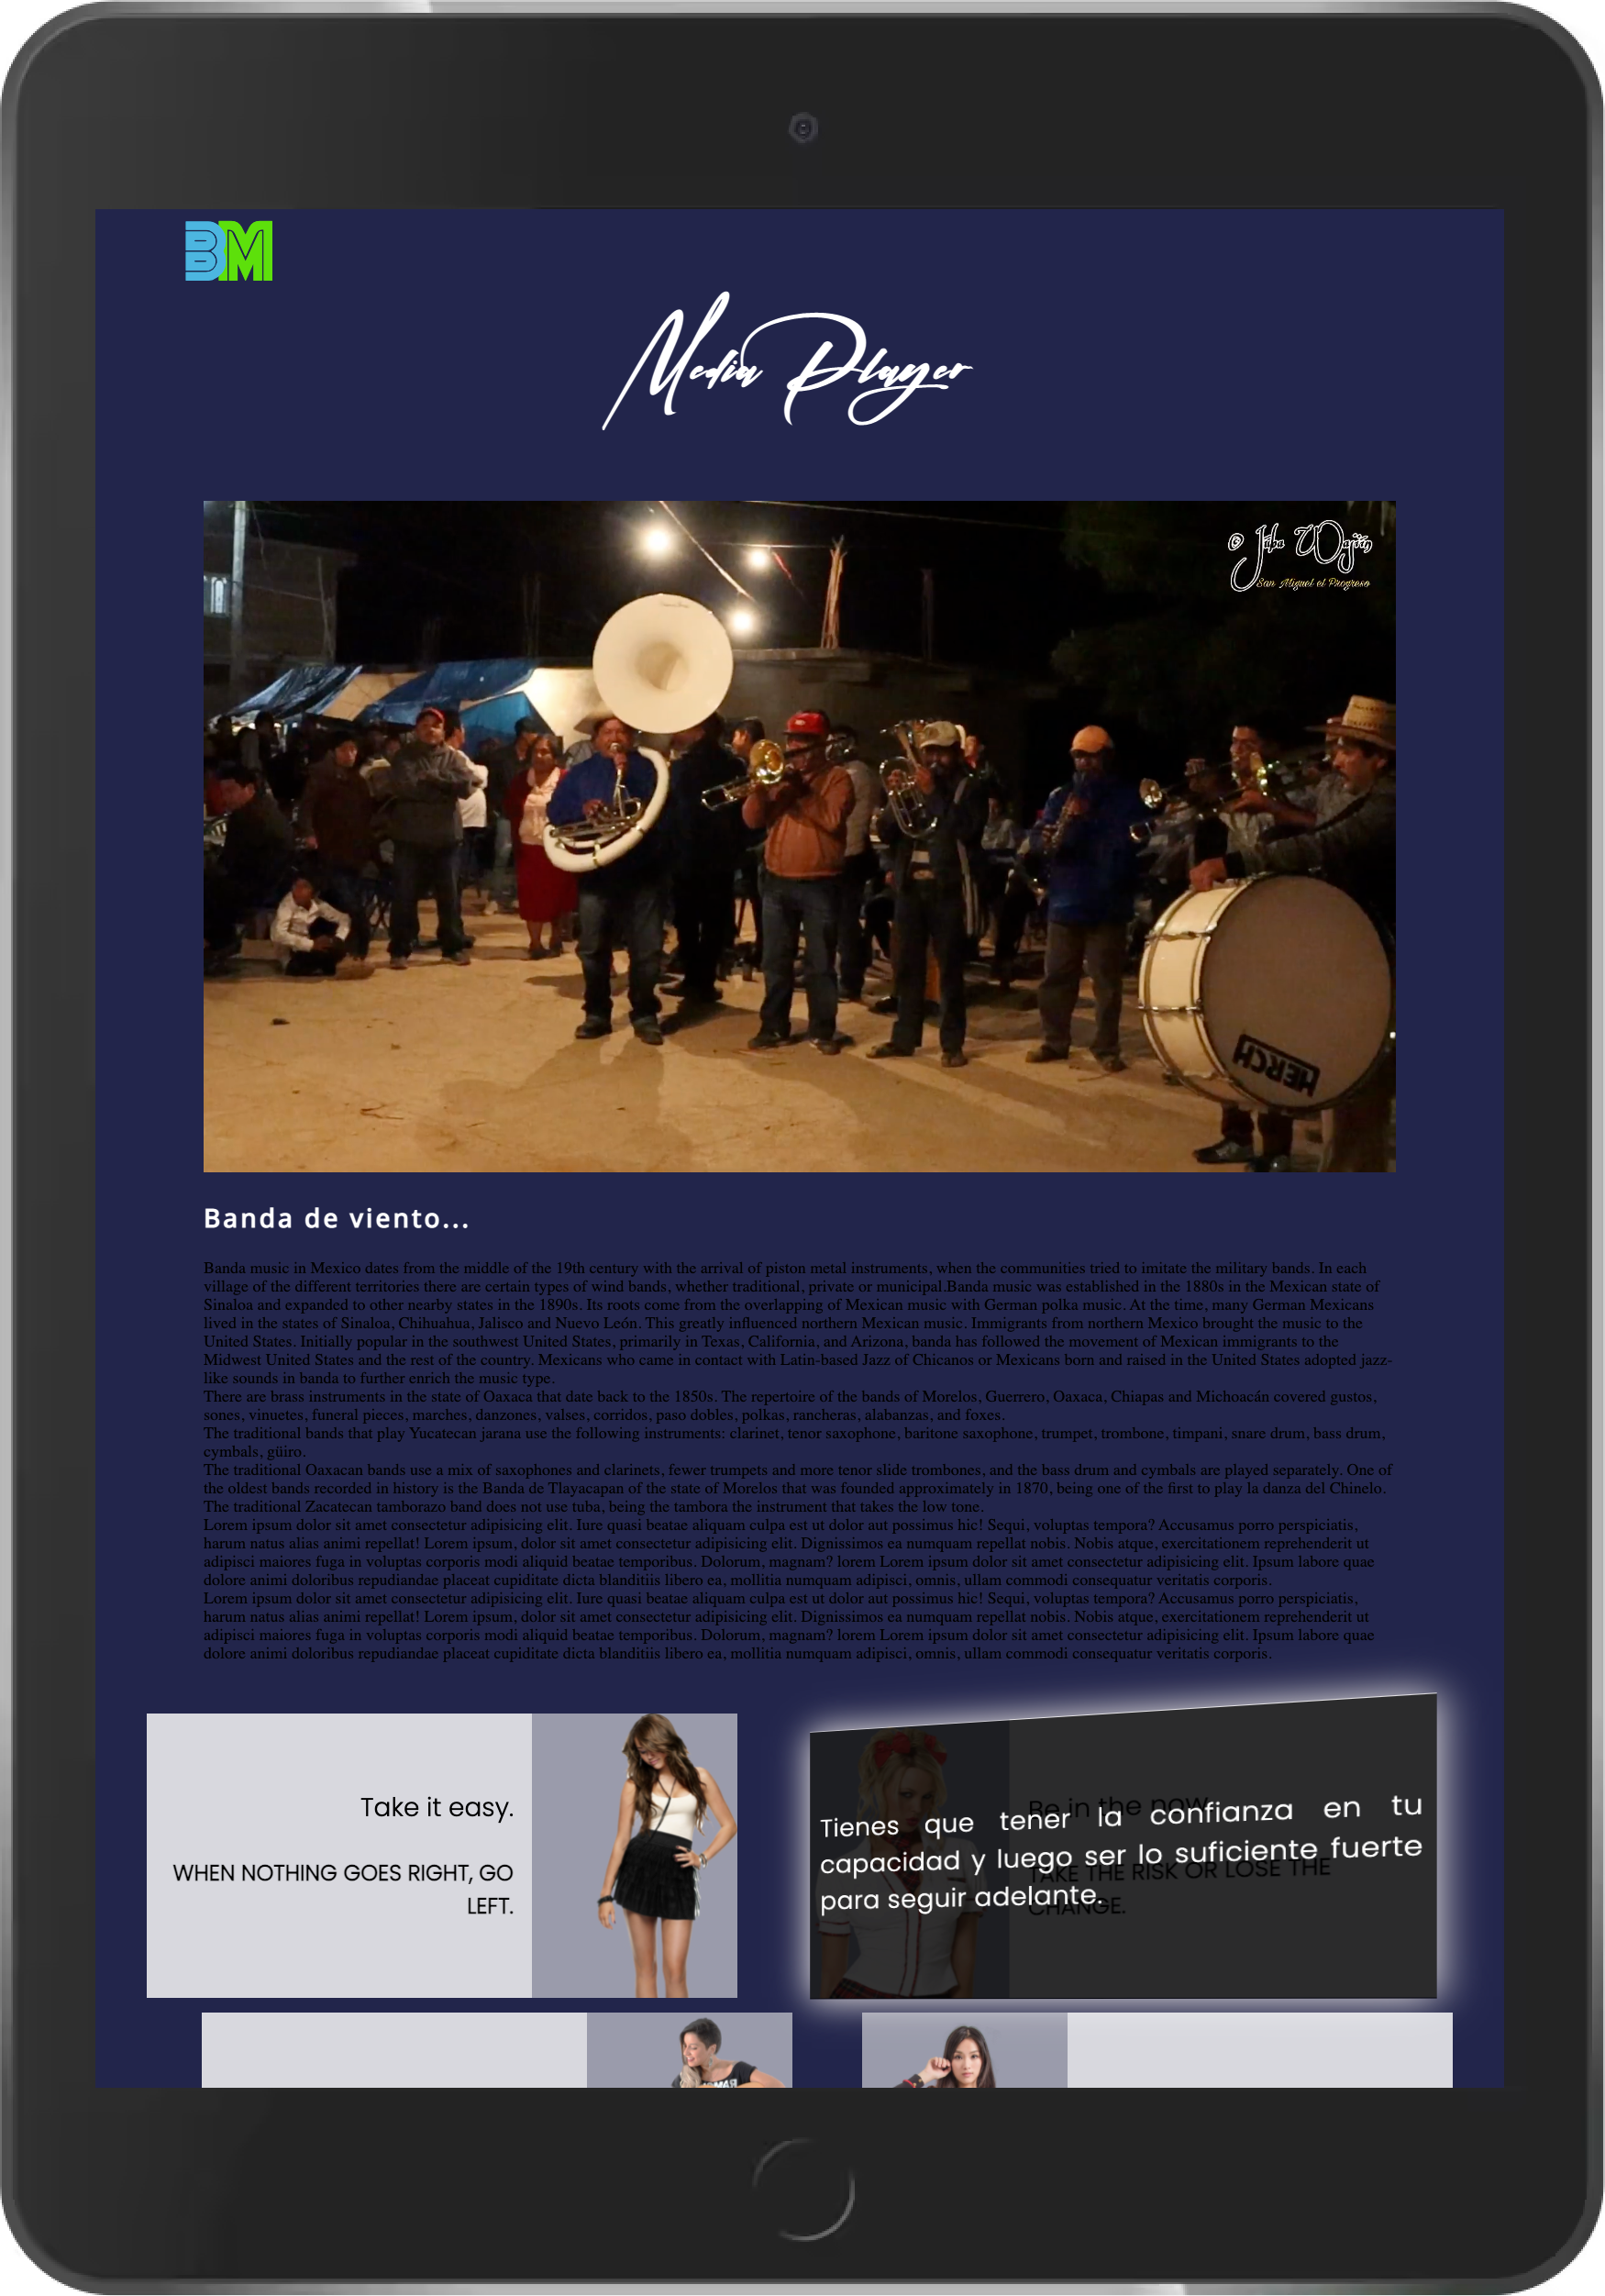 BM
Media Player
© Juba Wajiín
San Miguel el Progreso
HERCH
Banda de viento...
Banda music in Mexico dates from the middle of the 19th century with the arrival of piston metal instruments, when the communities tried to imitate the military bands. In each
village of the different territories there are certain types of wind bands, whether traditional, private or municipal.Banda music was established in the 1880s in the Mexican state of
Sinaloa and expanded to other nearby states in the 1890s. Its roots come from the overlapping of Mexican music with German polka music. At the time, many German Mexicans
lived in the states of Sinaloa, Chihuahua, Jalisco and Nuevo León. This greatly influenced northern Mexican music. Immigrants from northern Mexico brought the music to the
United States. Initially popular in the southwest United States, primarily in Texas, California, and Arizona, banda has followed the movement of Mexican immigrants to the
Midwest United States and the rest of the country. Mexicans who came in contact with Latin-based Jazz of Chicanos or Mexicans born and raised in the United States adopted jazz-
like sounds in banda to further enrich the music type.
There are brass instruments in the state of Oaxaca that date back to the 1850s. The repertoire of the bands of Morelos, Guerrero, Oaxaca, Chiapas and Michoacán covered gustos,
sones, vinuetes, funeral pieces, marches, danzones, valses, corridos, paso dobles, polkas, rancheras, alabanzas, and foxes.
The traditional bands that play Yucatecan jarana use the following instruments: clarinet, tenor saxophone, baritone saxophone, trumpet, trombone, timpani, snare drum, bass drum,
cymbals, güiro.
The traditional Oaxacan bands use a mix of saxophones and clarinets, fewer trumpets and more tenor slide trombones, and the bass drum and cymbals are played separately. One of
the oldest bands recorded in history is the Banda de Tlayacapan of the state of Morelos that was founded approximately in 1870, being one of the first to play la danza del Chinelo.
The traditional Zacatecan tamborazo band does not use tuba, being the tambora the instrument that takes the low tone.
Lorem ipsum dolor sit amet consectetur adipisicing elit. Iure quasi beatae aliquam culpa est ut dolor aut possimus hic! Sequi, voluptas tempora? Accusamus porro perspiciatis,
harum natus alias animi repellat! Lorem ipsum, dolor sit amet consectetur adipisicing elit. Dignissimos ea numquam repellat nobis. Nobis atque, exercitationem reprehenderit ut
adipisci maiores fuga in voluptas corporis modi aliquid beatae temporibus. Dolorum, magnam? lorem Lorem ipsum dolor sit amet consectetur adipisicing elit. Ipsum labore quae
dolore animi doloribus repudiandae placeat cupiditate dicta blanditiis libero ea, mollitia numquam adipisci, omnis, ullam commodi consequatur veritatis corporis.
Lorem ipsum dolor sit amet consectetur adipisicing elit. Iure quasi beatae aliquam culpa est ut dolor aut possimus hic! Sequi, voluptas tempora? Accusamus porro perspiciatis,
harum natus alias animi repellat! Lorem ipsum, dolor sit amet consectetur adipisicing elit. Dignissimos ea numquam repellat nobis. Nobis atque, exercitationem reprehenderit ut
adipisci maiores fuga in voluptas corporis modi aliquid beatae temporibus. Dolorum, magnam? lorem Lorem ipsum dolor sit amet consectetur adipisicing elit. Ipsum labore quae
dolore animi doloribus repudiandae placeat cupiditate dicta blanditiis libero ea, mollitia numquam adipisci, omnis, ullam commodi consequatur veritatis corporis.
Take it easy.
WHEN NOTHING GOES RIGHT, GO
LEFT.
Be in the now
TAKE THE RISK OR LOSE THE
CHANGE.
Tienes que tener la confianza en tu
capacidad y luego ser lo suficiente fuerte
para seguir adelante.